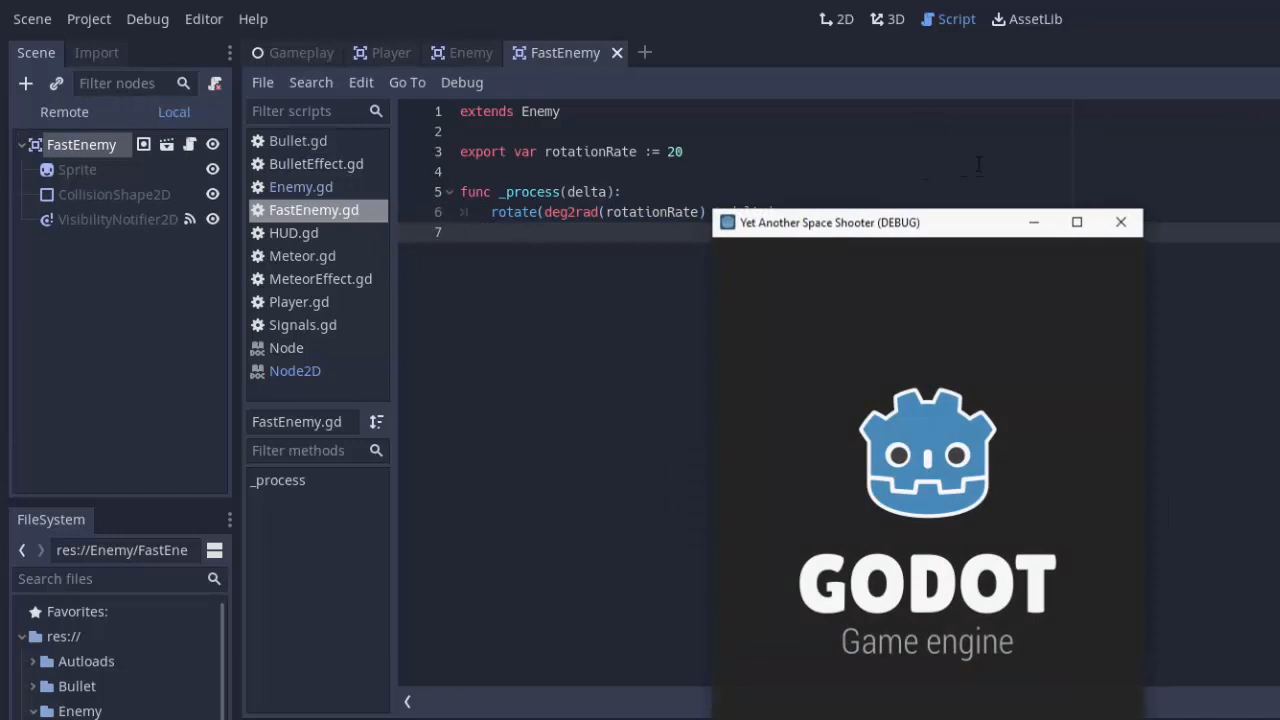 Scene Project Debug Editor Help
2D 3D Script AssetLib
Scene Import
Gameplay Player Enemy FastEnemy
Filter nodes
File Search Edit Go To Debug
Remote Local
Filter scripts
FastEnemy
Sprite
CollisionShape2D
VisibilityNotifier2D
Bullet.gd
BulletEffect.gd
Enemy.gd
FastEnemy.gd
HUD.gd
Meteor.gd
MeteorEffect.gd
Player.gd
Signals.gd
Node
Node2D
FastEnemy.gd
Filter methods
_process
1 extends Enemy
2
3 export var rotationRate := 20
4
5 func _process(delta):
6 rotate(deg2rad(rotationRate)
7
Yet Another Space Shooter (DEBUG)
GODOT
Game engine
FileSystem
res://Enemy/FastEne
Search files
Favorites:
res://
Autloads
Bullet
Enemy